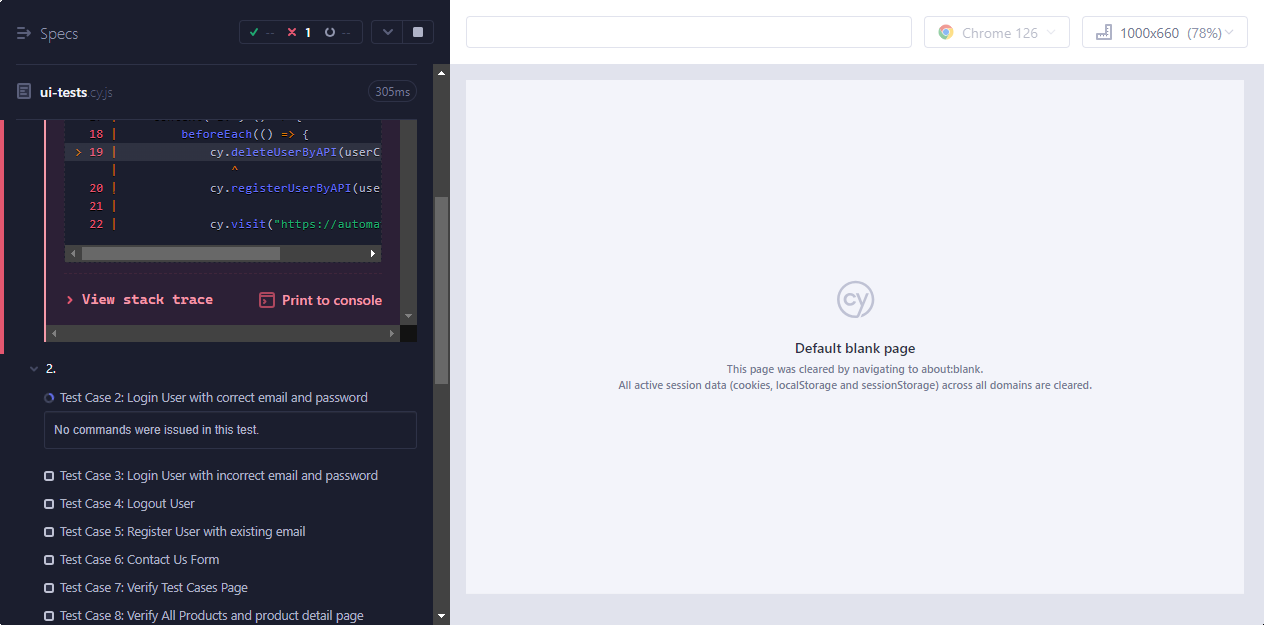 Specs
-- 1 --
Chrome 126
1000x660 (78%)
ui-tests.cy.js
305ms
18 | beforeEach(() => {
> 19 | cy.deleteUserByAPI(userC
| ^
20 | cy.registerUserByAPI(use
21 |
22 | cy.visit("https://automa
View stack trace
Print to console
2.
Test Case 2: Login User with correct email and password
No commands were issued in this test.
Test Case 3: Login User with incorrect email and password
Test Case 4: Logout User
Test Case 5: Register User with existing email
Test Case 6: Contact Us Form
Test Case 7: Verify Test Cases Page
Test Case 8: Verify All Products and product detail page
cy
Default blank page
This page was cleared by navigating to about:blank.
All active session data (cookies, localStorage and sessionStorage) across all domains are cleared.